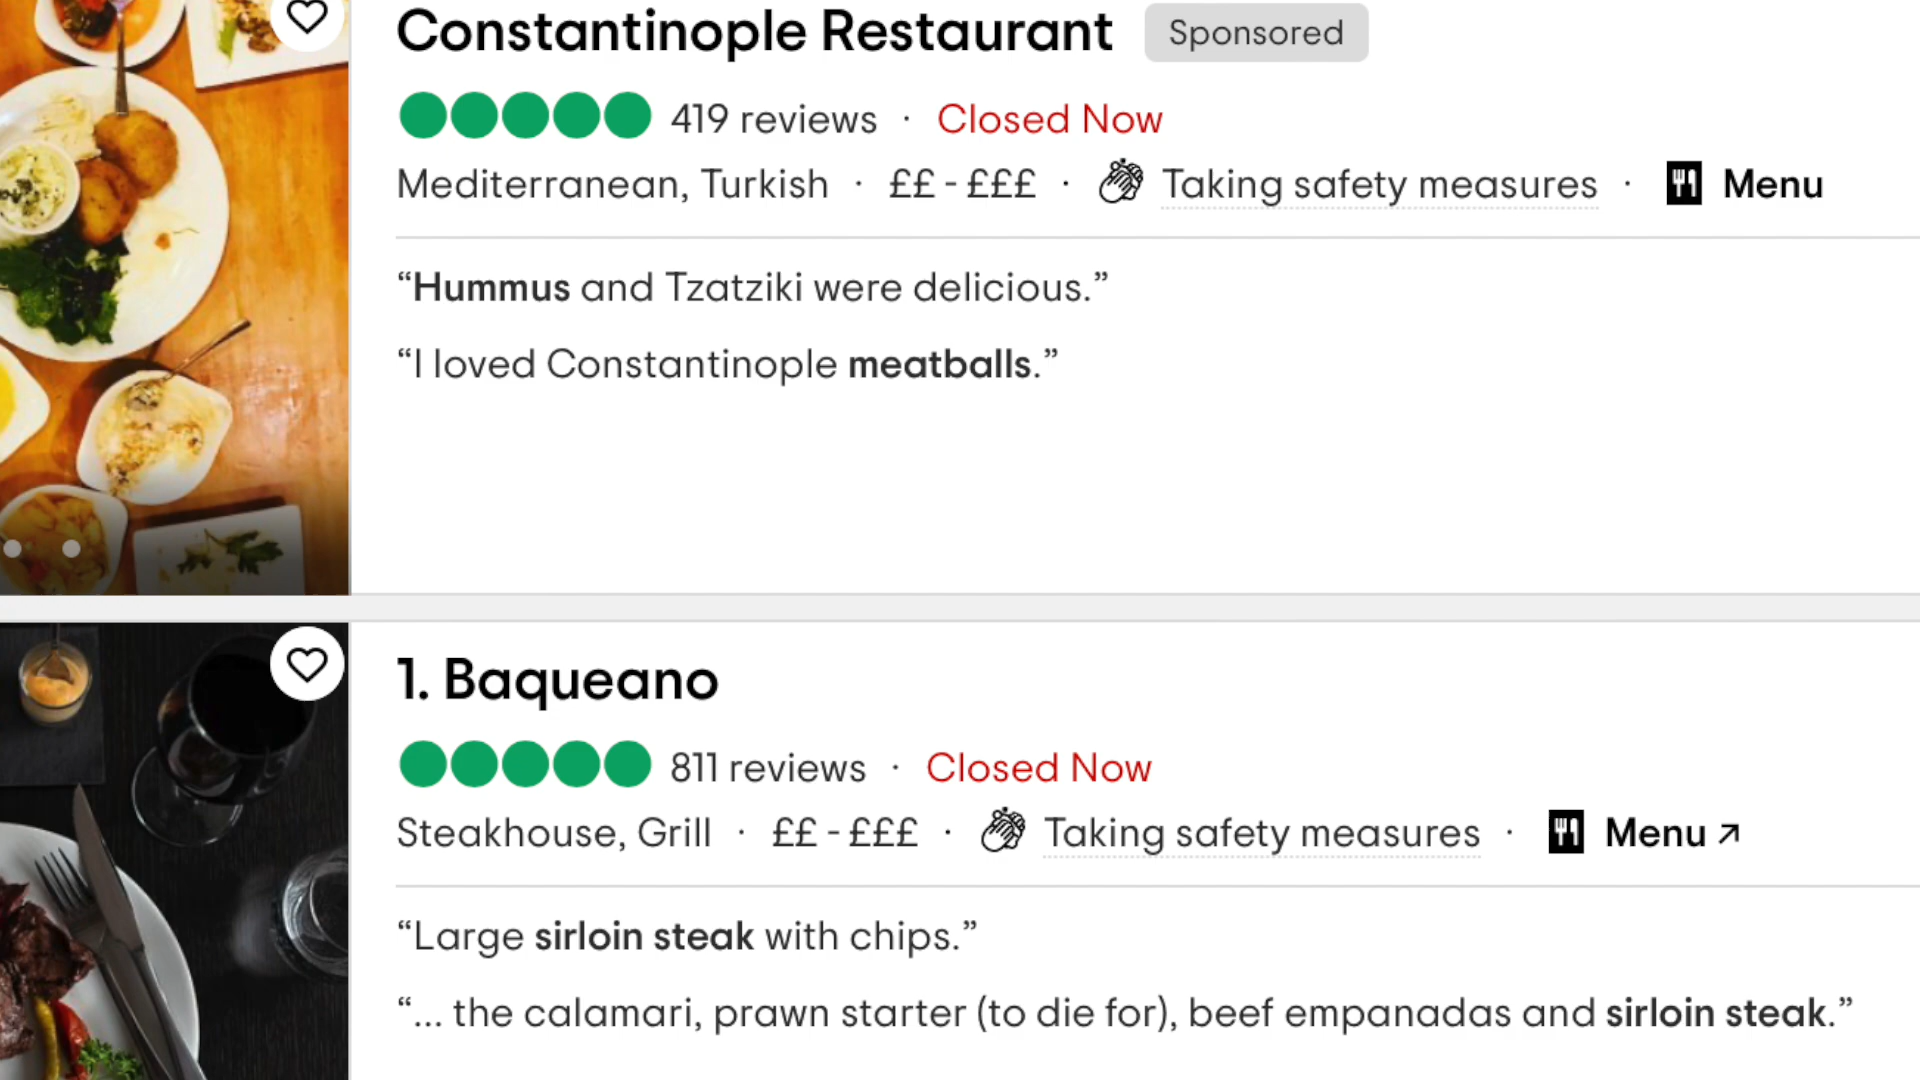 Constantinople Restaurant Sponsored
419 reviews · Closed Now
Mediterranean, Turkish · ££ - £££ · Taking safety measures · Menu
“Hummus and Tzatziki were delicious.”
“I loved Constantinople meatballs.”
1. Baqueano
811 reviews · Closed Now
Steakhouse, Grill · ££ - £££ · Taking safety measures · Menu ↗
“Large sirloin steak with chips.”
“... the calamari, prawn starter (to die for), beef empanadas and sirloin steak.”